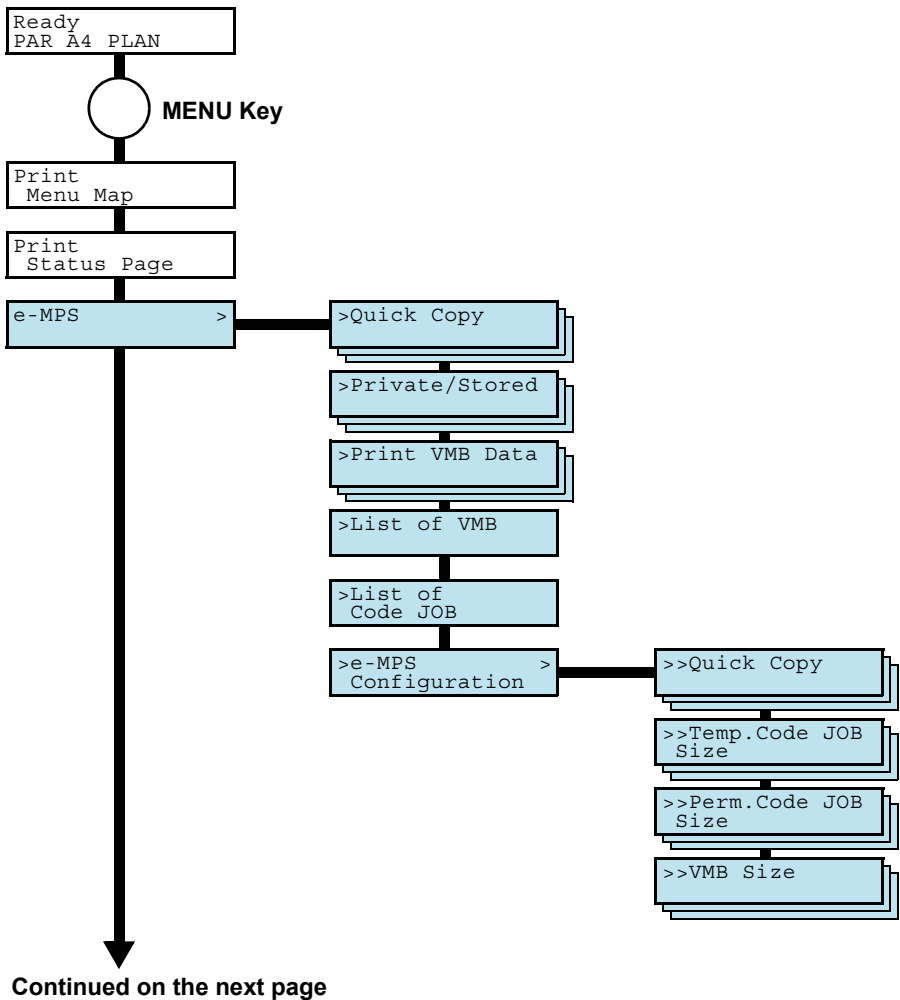 Ready
PAR A4 PLAN
MENU Key
Print
Menu Map
Print
Status Page
e-MPS >
>Quick Copy
>Private/Stored
>Print VMB Data
>List of VMB
>List of
Code JOB
>e-MPS >
Configuration
>>Quick Copy
>>Temp.Code JOB
Size
>>Perm.Code JOB
Size
>>VMB Size
Continued on the next page